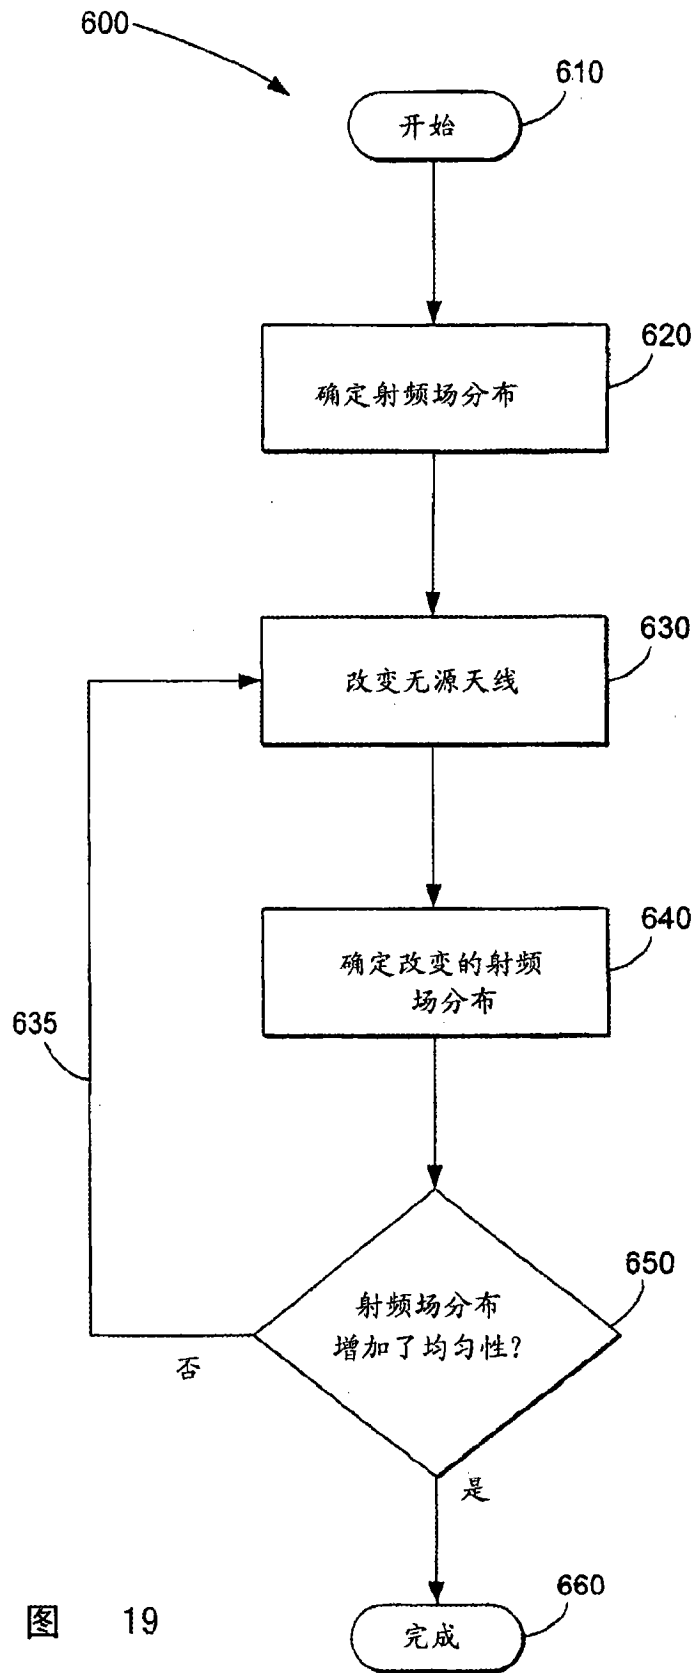 600
610
开始
620
确定射频场分布
630
改变无源天线
640
确定改变的射频
场分布
635
650
射频场分布
增加了均匀性?
否
是
660
完成
图 19